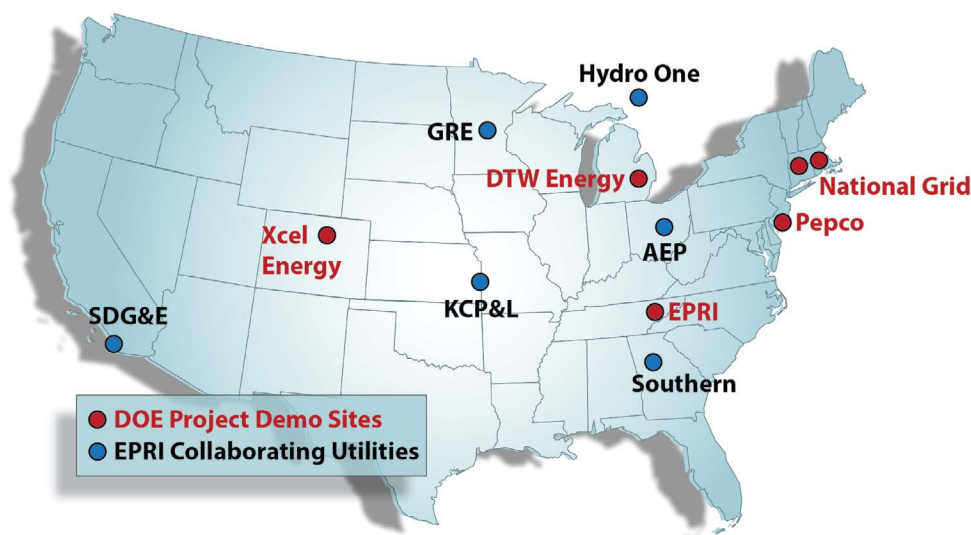 Hydro One
GRE
DTW Energy
National Grid
Pepco
Xcel
Energy
AEP
KCP&L
EPRI
SDG&E
Southern
DOE Project Demo Sites
EPRI Collaborating Utilities